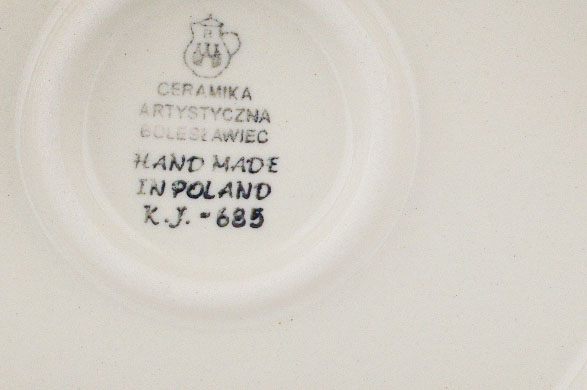 B
CERAMIKA
ARTYSTYCZNA
BOLESŁAWIEC
HAND MADE
IN POLAND
K.J. - 685